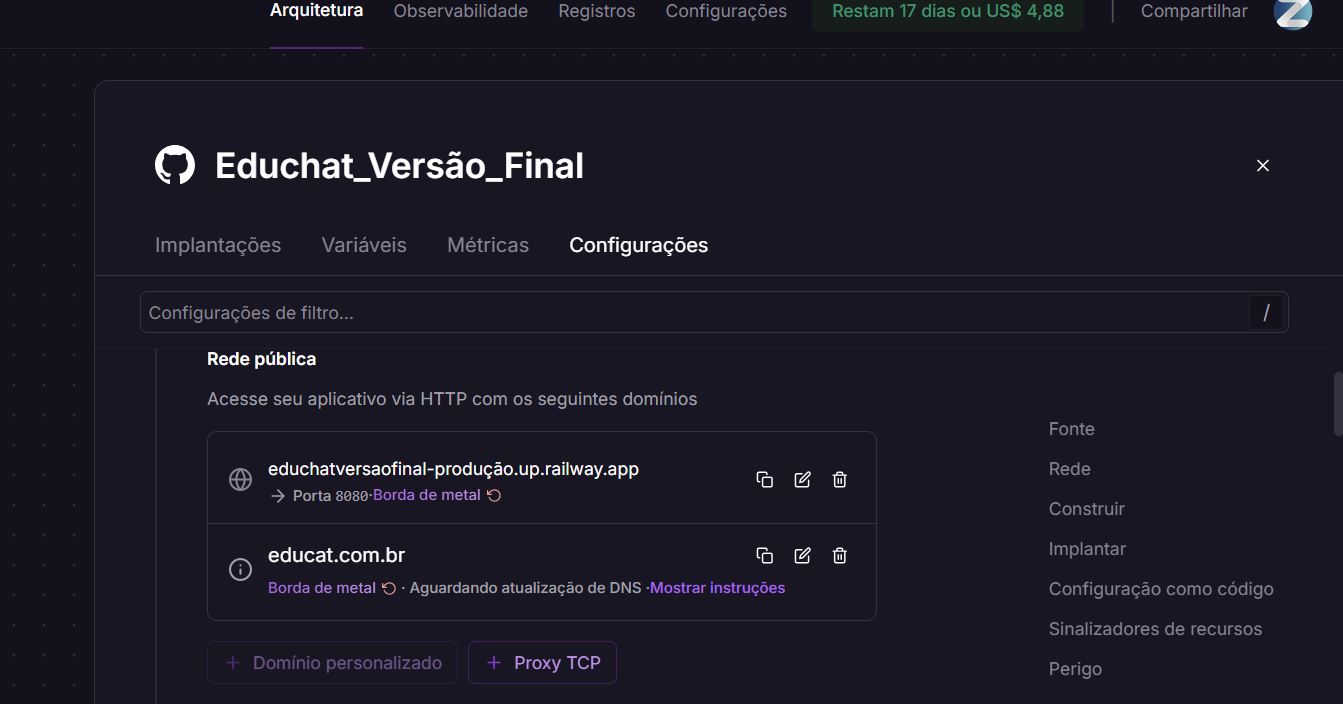 Arquitetura Observabilidade Registros Configurações Restam 17 dias ou US$ 4,88 Compartilhar
Educhat_Versão_Final
Implantações Variáveis Métricas Configurações
Configurações de filtro... /
Rede pública
Acesse seu aplicativo via HTTP com os seguintes domínios
educhatversaofinal-produção.up.railway.app
→ Porta 8080·Borda de metal
educat.com.br
Borda de metal · Aguardando atualização de DNS ·Mostrar instruções
+ Domínio personalizado + Proxy TCP
Fonte
Rede
Construir
Implantar
Configuração como código
Sinalizadores de recursos
Perigo